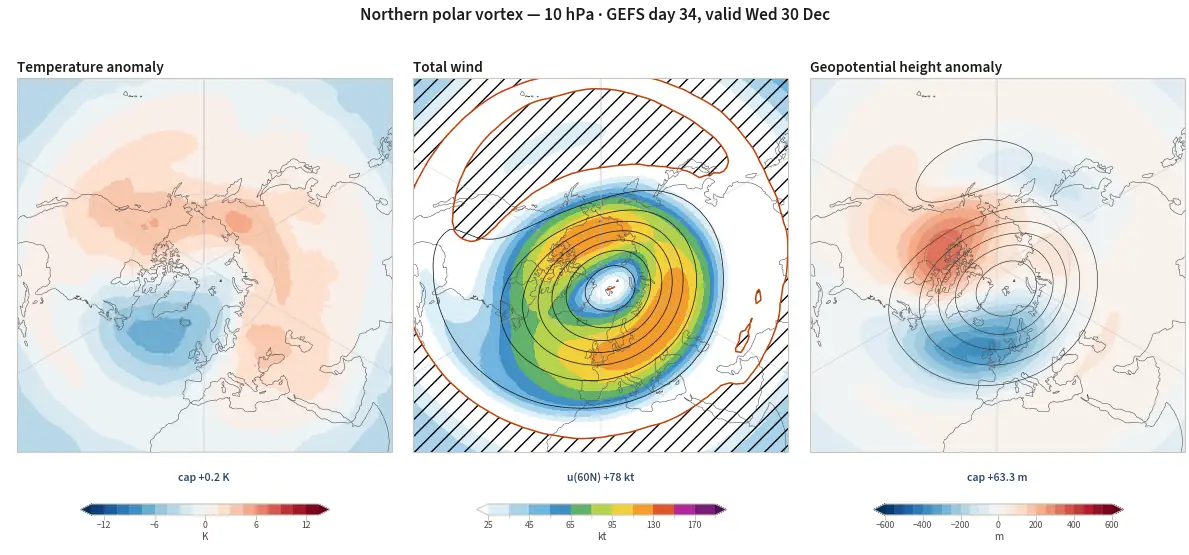 Northern polar vortex — 10 hPa · GEFS day 34, valid Wed 30 Dec
Temperature anomaly
Total wind
Geopotential height anomaly
cap +0.2 K
u(60N) +78 kt
cap +63.3 m
−12 −6 0 6 12
K
25 45 65 95 130 170
kt
−600 −400 −200 0 200 400 600
m